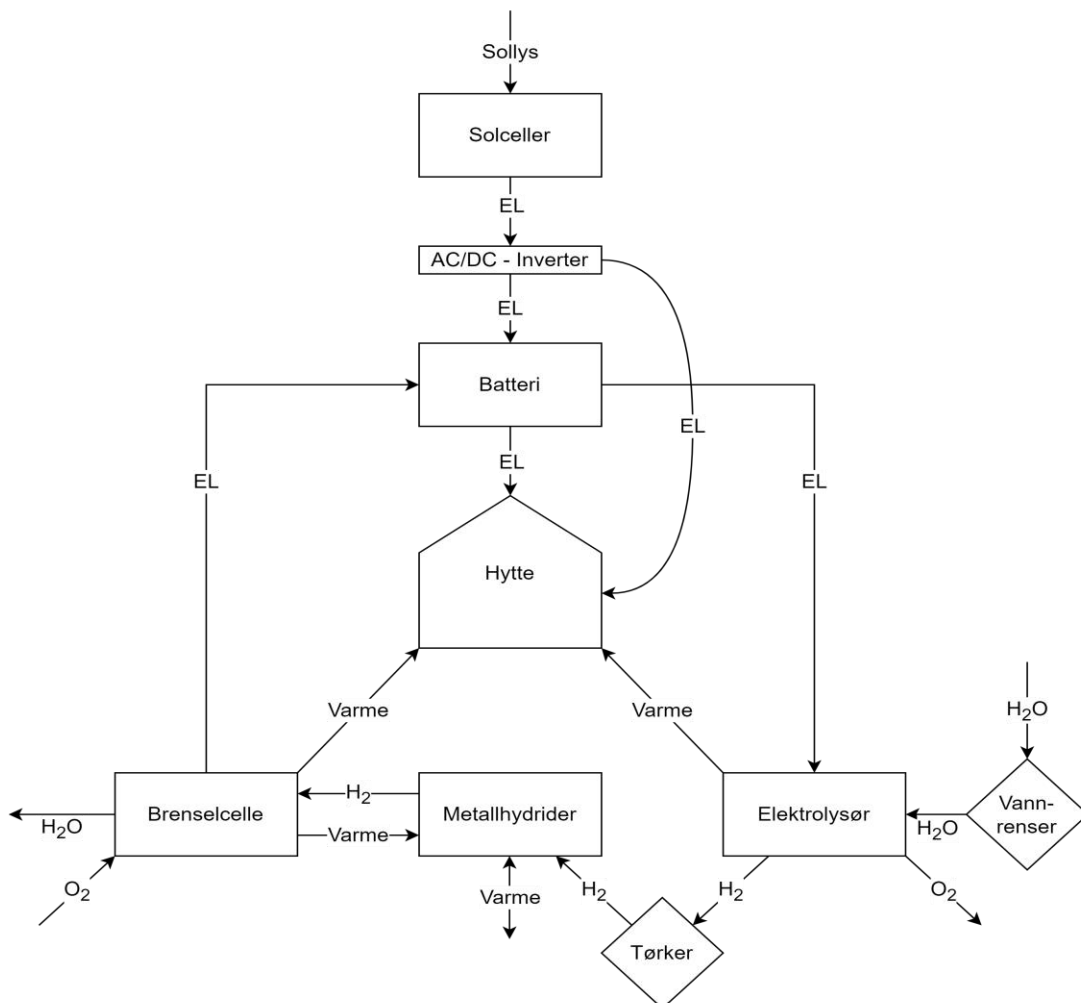 Sollys
Solceller
EL
AC/DC - Inverter
EL
Batteri
EL
EL
EL
EL
Hytte
Varme
Varme
H₂O
Brenselcelle
H₂
Metallhydrider
Elektrolysør
Vann-
renser
H₂O
H₂O
Varme
O₂
Varme
H₂
H₂
O₂
Tørker